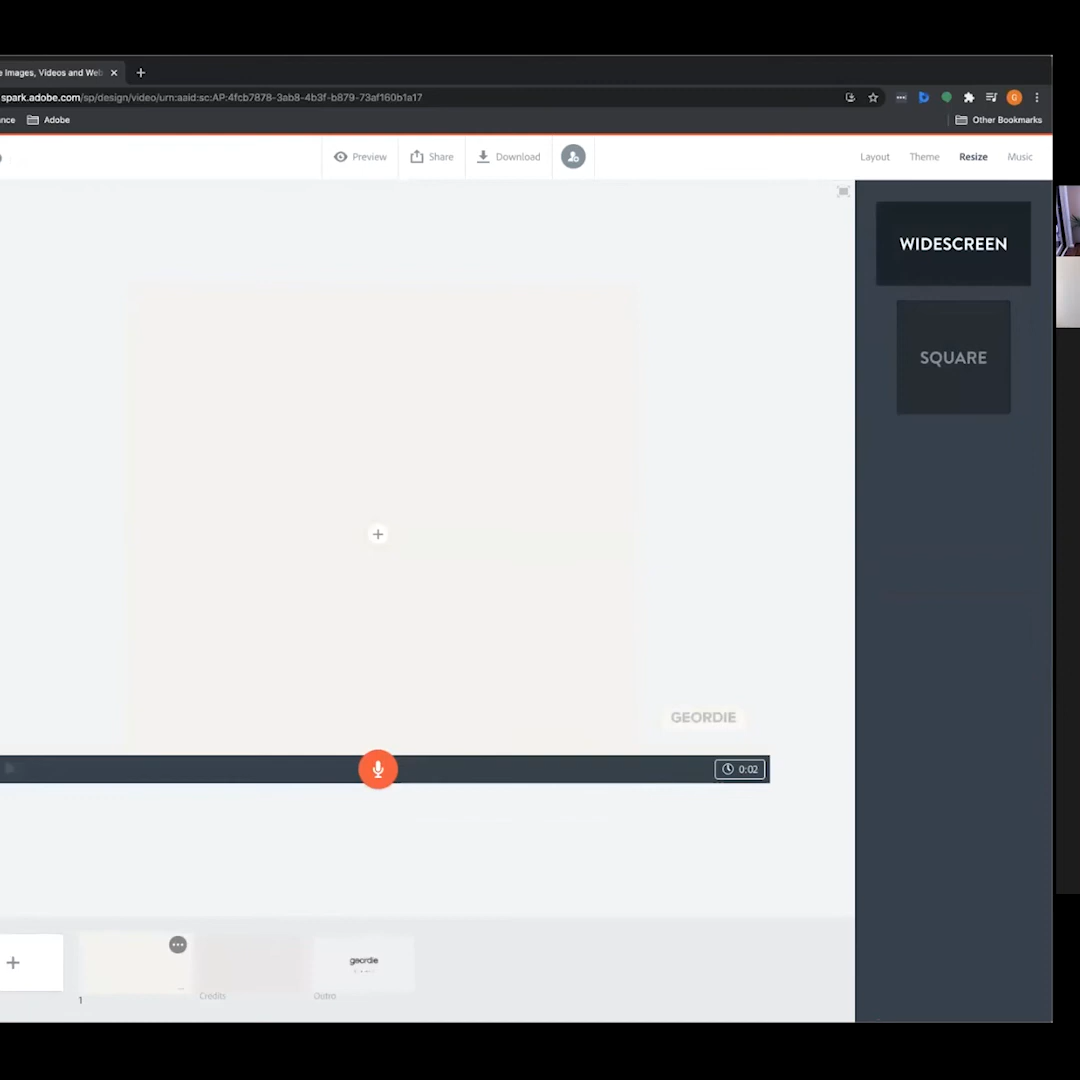 e Images, Videos and Web
spark.adobe.com/sp/design/video/urn:aaid:sc:AP:4fcb7878-3ab8-4b3f-b879-73af160b1a17
nce Adobe Other Bookmarks
Preview Share Download Layout Theme Resize Music
WIDESCREEN
SQUARE
GEORDIE
0:02
geordie
1 Credits Outro